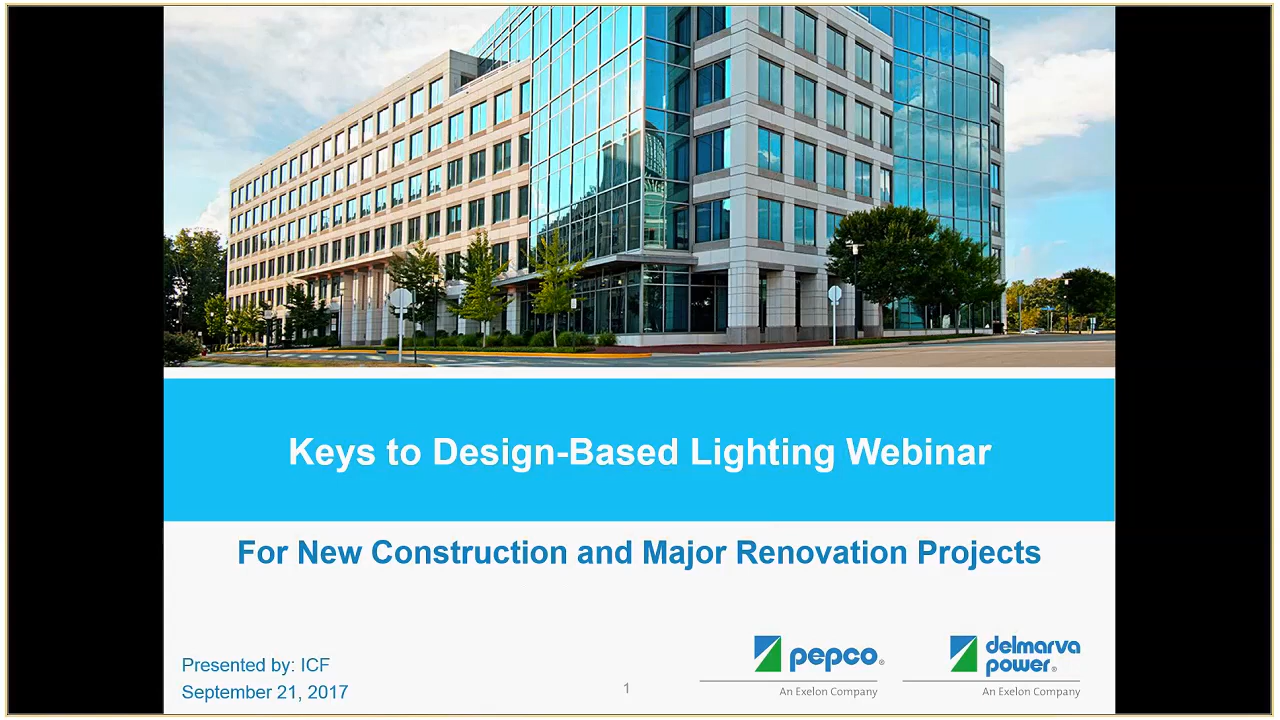 Keys to Design-Based Lighting Webinar
For New Construction and Major Renovation Projects
Presented by: ICF
September 21, 2017
1
pepco®
An Exelon Company
delmarva
power®
An Exelon Company